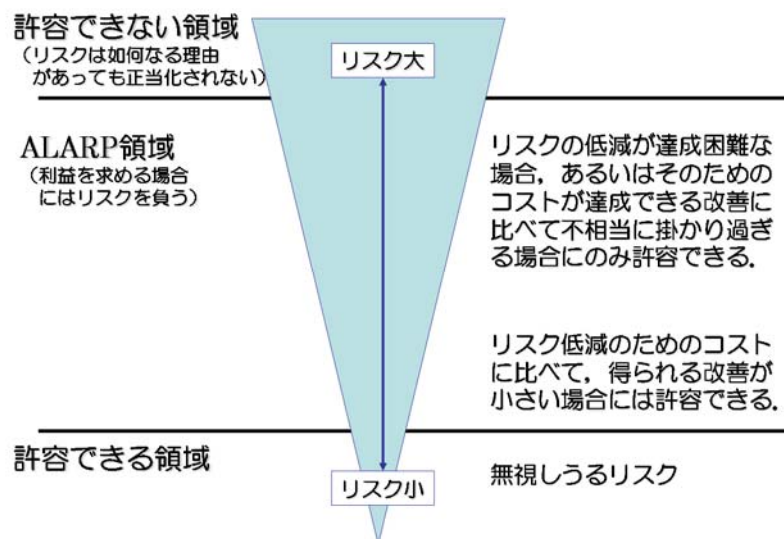 許容できない領域
（リスクは如何なる理由
があっても正当化されない）
リスク大
ALARP領域
（利益を求める場合
にはリスクを負う）
リスクの低減が達成困難な
場合，あるいはそのための
コストが達成できる改善に
比べて不相当に掛かり過ぎ
る場合にのみ許容できる．
リスク低減のためのコスト
に比べて，得られる改善が
小さい場合には許容できる．
許容できる領域
リスク小
無視しうるリスク